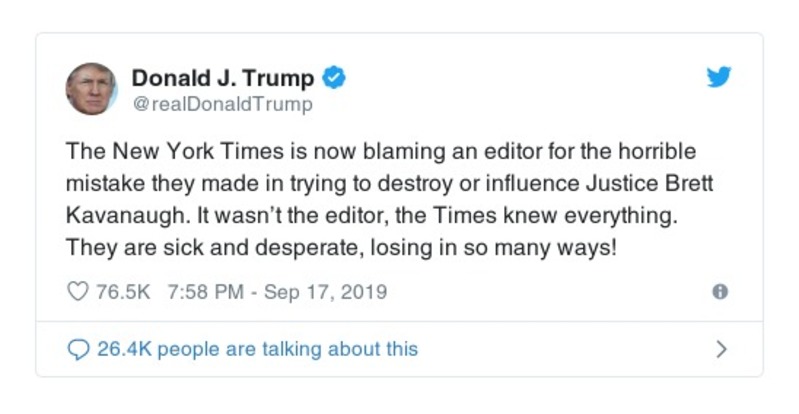 Donald J. Trump
@realDonaldTrump
The New York Times is now blaming an editor for the horrible
mistake they made in trying to destroy or influence Justice Brett
Kavanaugh. It wasn’t the editor, the Times knew everything.
They are sick and desperate, losing in so many ways!
76.5K 7:58 PM - Sep 17, 2019
26.4K people are talking about this